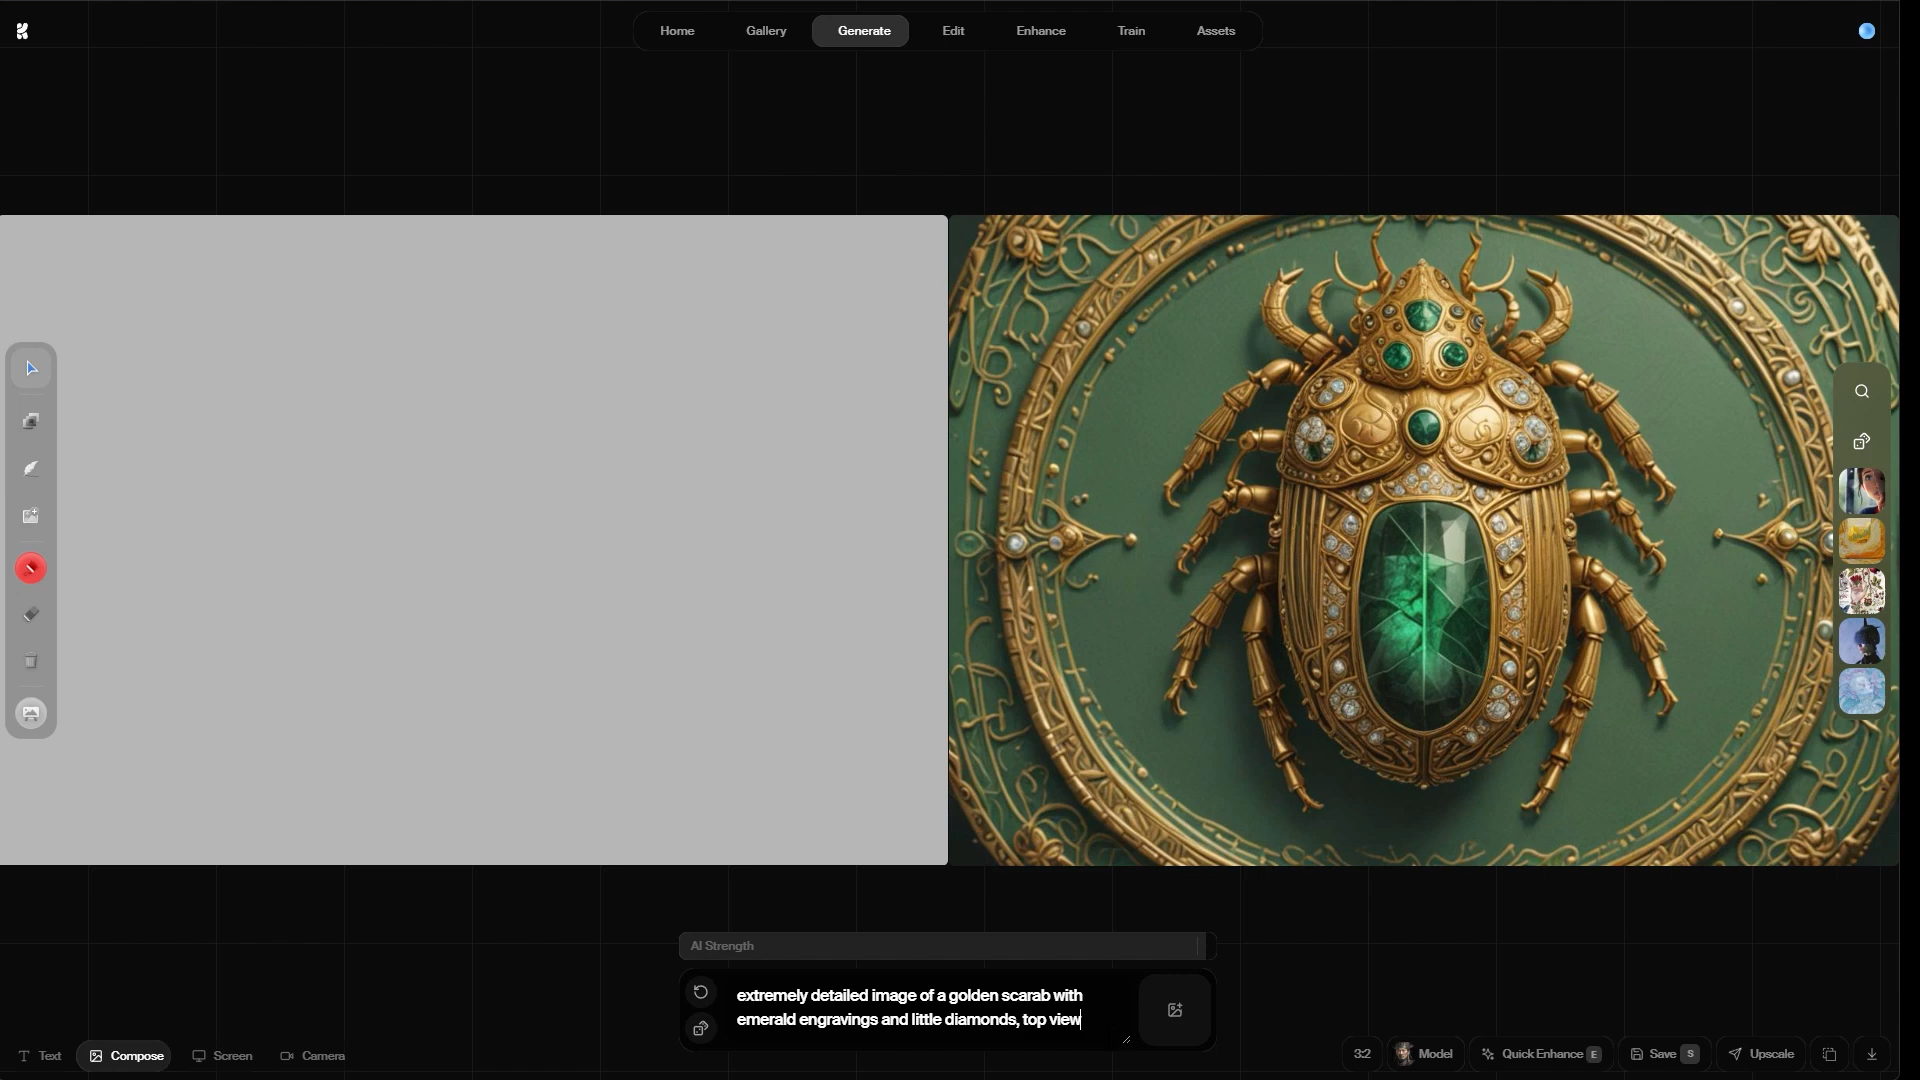 Home
Gallery
Generate
Edit
Enhance
Train
Assets
AI Strength
extremely detailed image of a golden scarab with
emerald engravings and little diamonds, top view
Text
Compose
Screen
Camera
3:2
Model
Quick Enhance E
Save S
Upscale